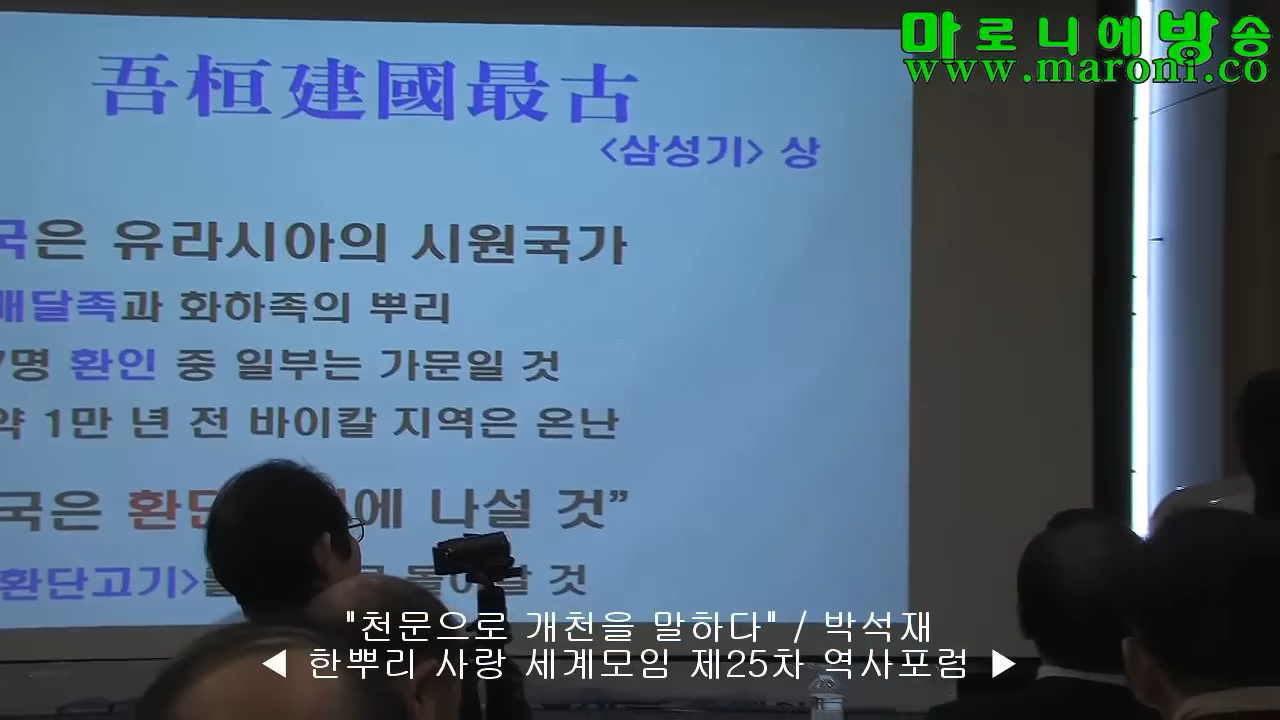 마로니에방송
www.maroni.co
吾桓建國最古
<삼성기> 상
국은 유라시아의 시원국가
배달족과 화하족의 뿌리
7명 환인 중 일부는 가문일 것
약 1만 년 전 바이칼 지역은 온난
국은 에 나설 것”
환단고기> 것
"천문으로 개천을 말하다" / 박석재
◀ 한뿌리 사랑 세계모임 제25차 역사포럼 ▶